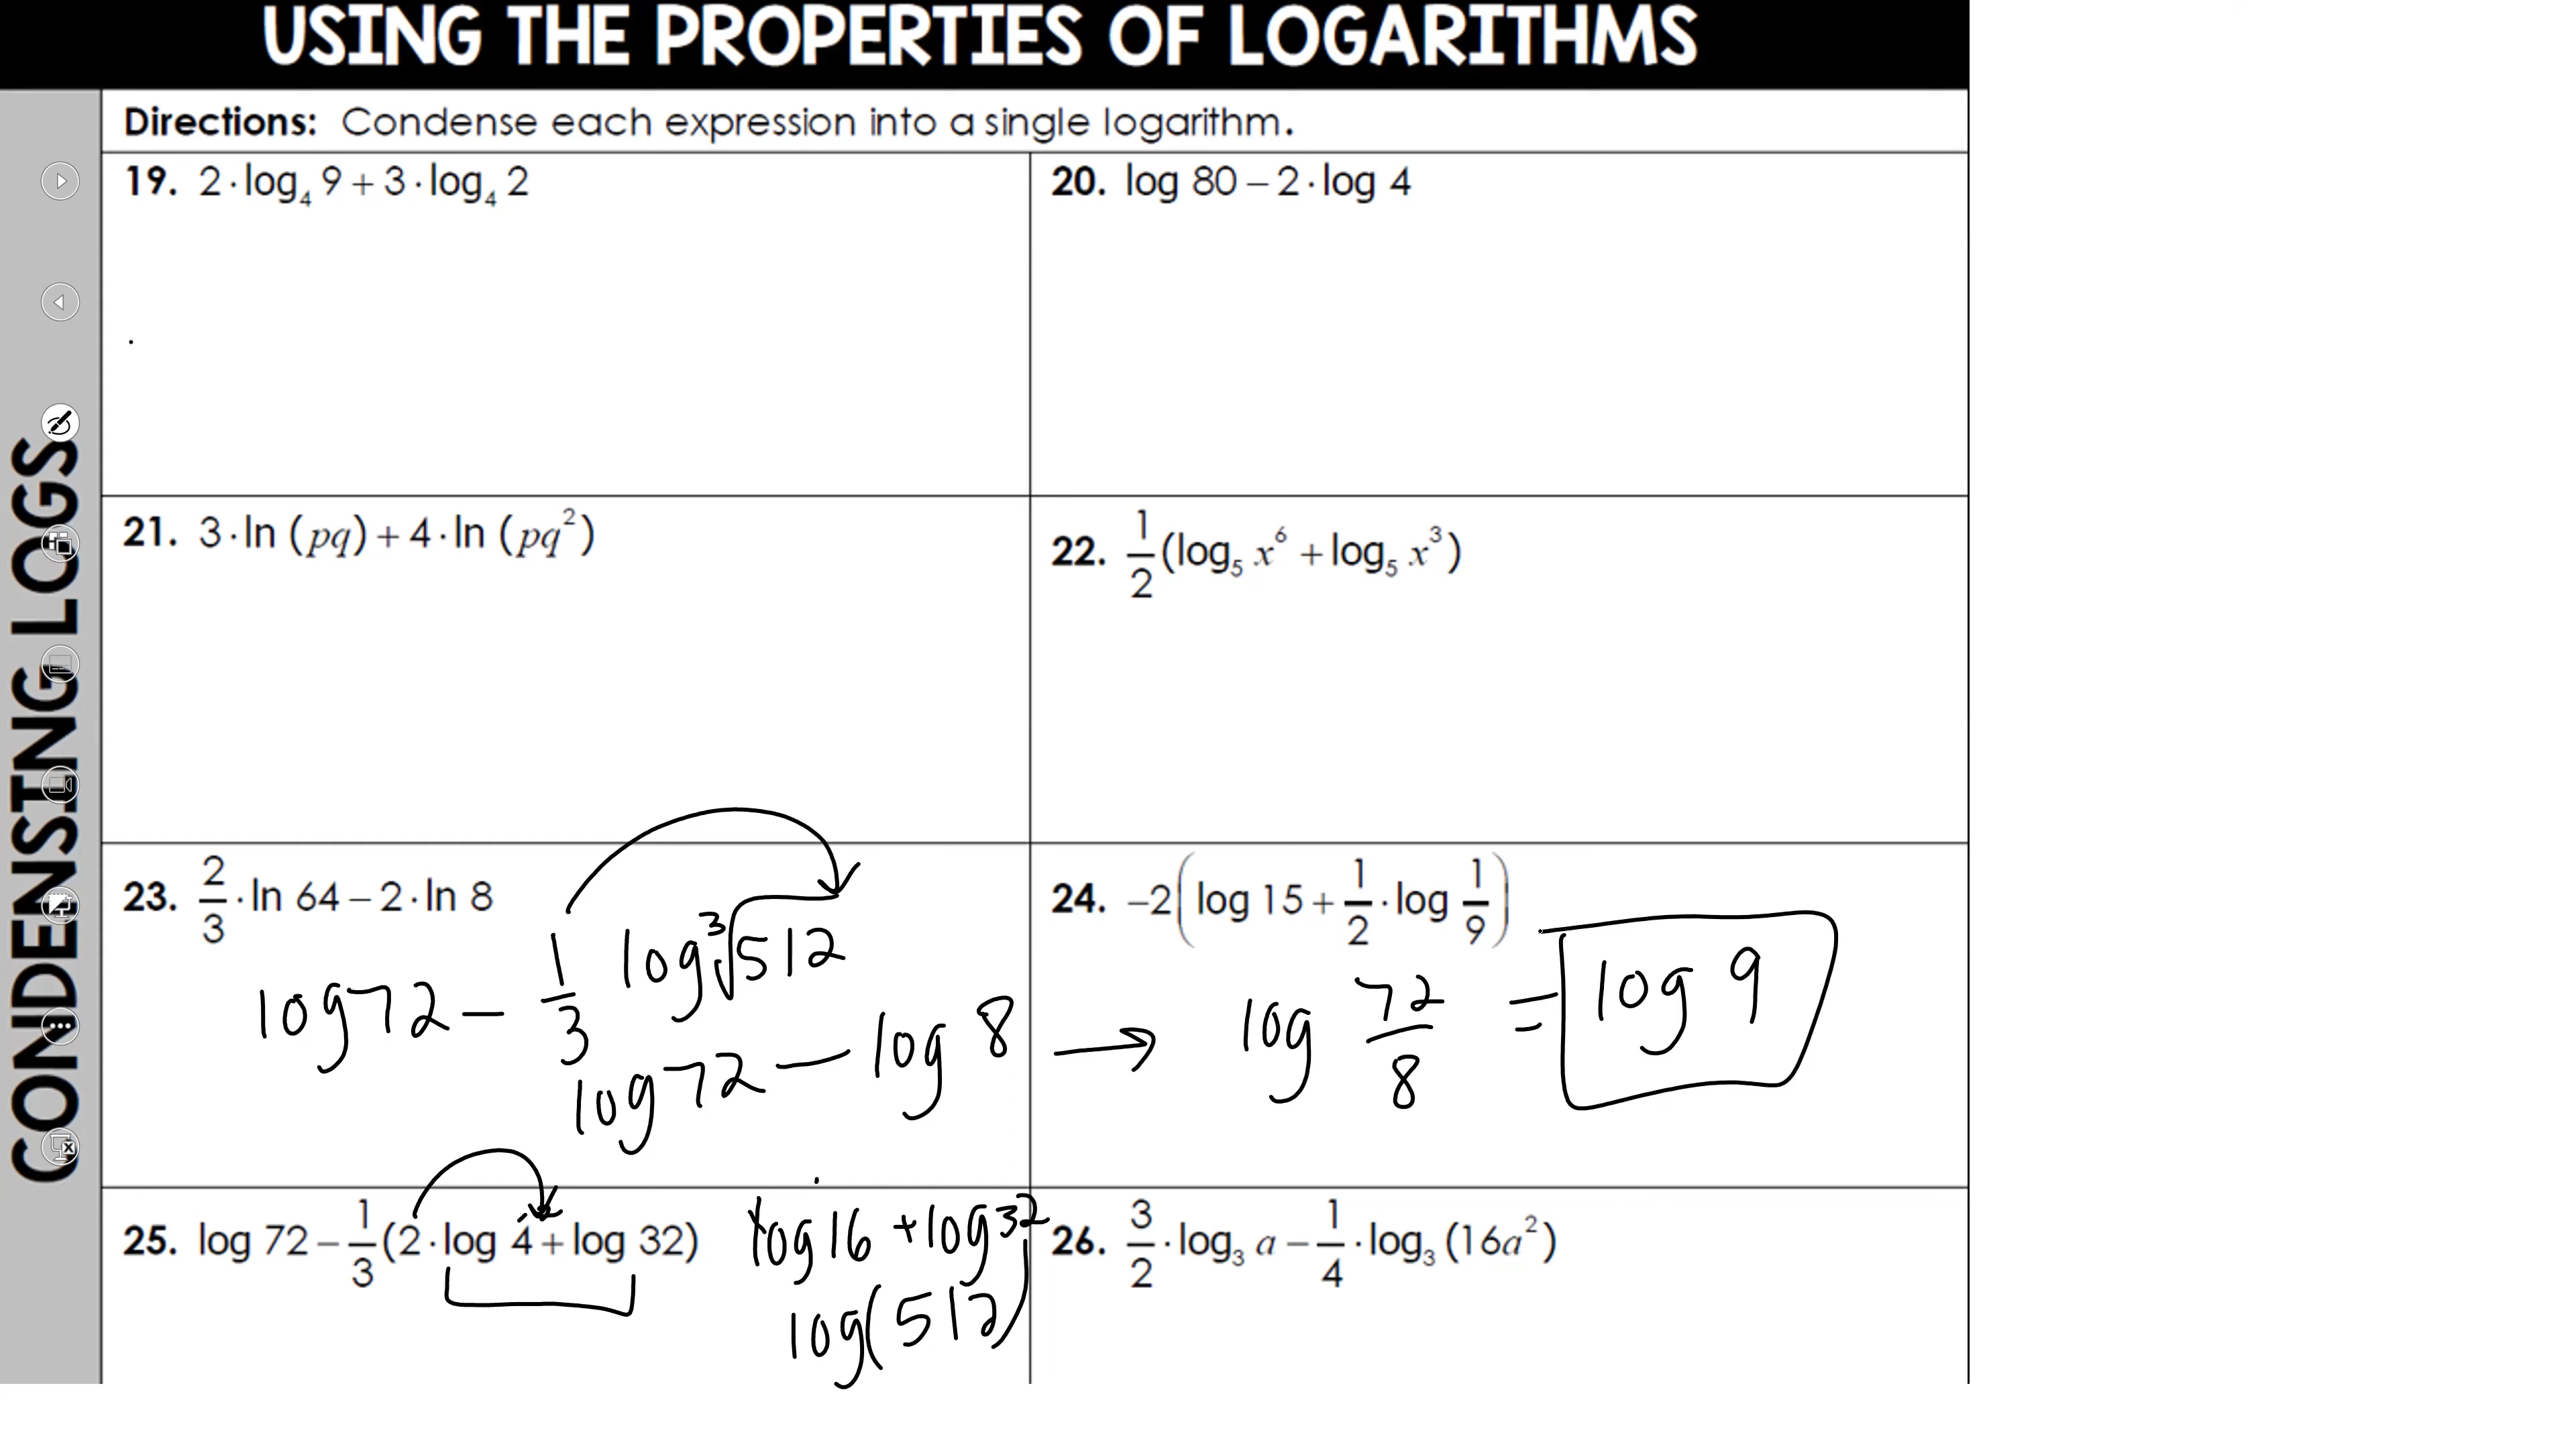 USING THE PROPERTIES OF LOGARITHMS
CONDENSING LOGS
Directions: Condense each expression into a single logarithm.
19. 2·log₄ 9 + 3·log₄ 2
20. log 80 – 2·log 4
21. 3·ln (pq) + 4·ln (pq²)
22. 1/2(log₅ x⁶ + log₅ x³)
23. 2/3·ln 64 – 2·ln 8
24. –2(log 15 + 1/2·log 1/9)
log 72 – 1/3 log ³√512
log 72 – log 8 → log 72/8 = log 9
25. log 72 – 1/3(2·log 4 + log 32)
log 16 + log 32
log(512)
26. 3/2·log₃ a – 1/4·log₃ (16a²)